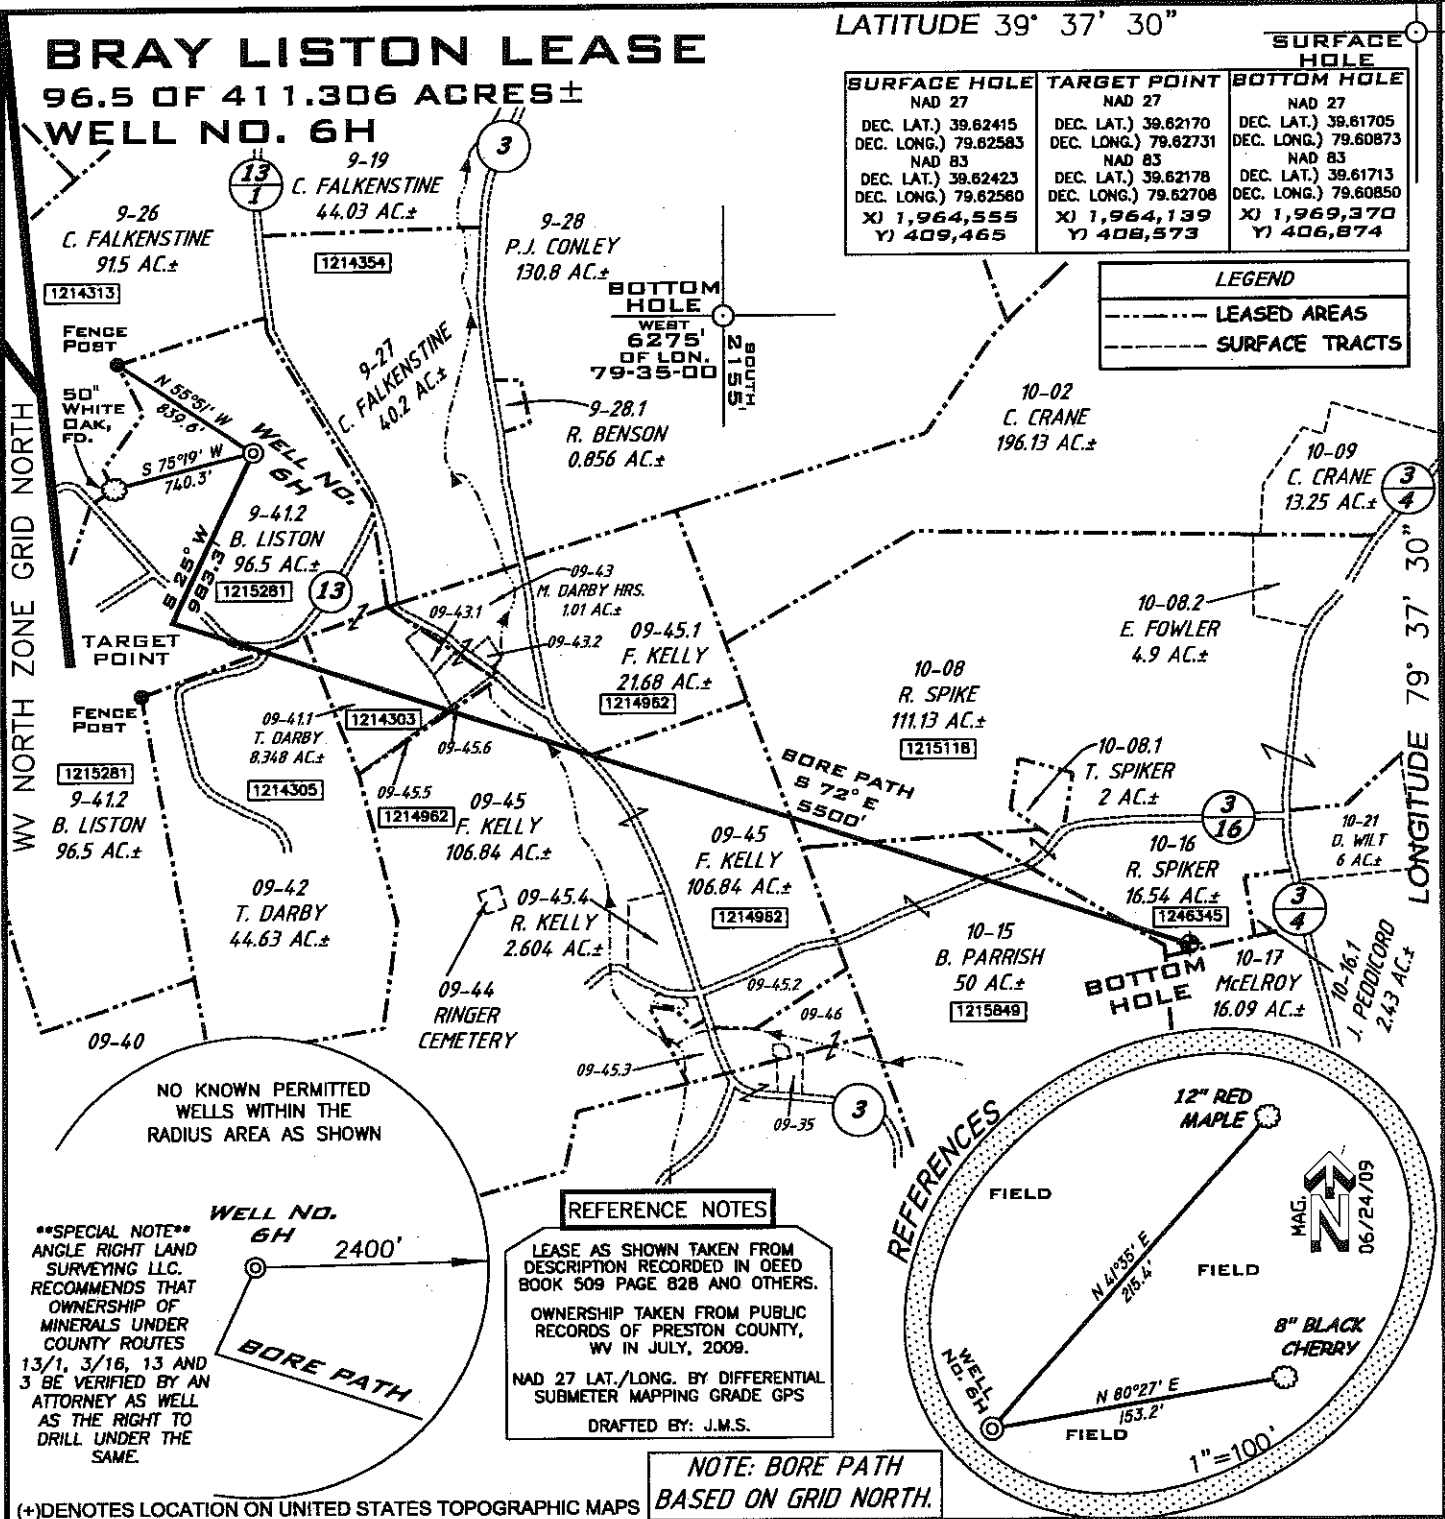 BRAY LISTON LEASE
96.5 OF 411.306 ACRES±
WELL NO. 6H
LATITUDE 39° 37' 30"
SURFACE
HOLE
SURFACE HOLE
NAD 27
DEC. LAT.) 39.62415
DEC. LONG.) 79.62583
NAD 83
DEC. LAT.) 39.62423
DEC. LONG.) 79.62560
X) 1,964,555
Y) 409,465
TARGET POINT
NAD 27
DEC. LAT.) 39.62170
DEC. LONG.) 79.62731
NAD 83
DEC. LAT.) 39.62178
DEC. LONG.) 79.62708
X) 1,964,139
Y) 408,573
BOTTOM HOLE
NAD 27
DEC. LAT.) 39.61705
DEC. LONG.) 79.60873
NAD 83
DEC. LAT.) 39.61713
DEC. LONG.) 79.60850
X) 1,969,370
Y) 406,874
LEGEND
LEASED AREAS
SURFACE TRACTS
13
1
3
9-19
C. FALKENSTINE
44.03 AC.±
1214354
9-26
C. FALKENSTINE
91.5 AC.±
1214313
9-28
P.J. CONLEY
130.8 AC.±
BOTTOM
HOLE
WEST
6275'
OF LON.
79-35-00
SOUTH
2155'
FENCE
POST
N 55°51' W
839.6'
50"
WHITE
OAK,
FD.
S 75°19' W
740.3'
WELL NO.
6H
9-27
C. FALKENSTINE
40.2 AC.±
9-28.1
R. BENSON
0.856 AC.±
10-02
C. CRANE
196.13 AC.±
10-09
C. CRANE
13.25 AC.±
3
4
WV NORTH ZONE GRID NORTH
LONGITUDE 79° 37' 30"
9-41.2
B. LISTON
96.5 AC.±
1215281
S 25° W
983.3'
13
TARGET
POINT
09-43
M. DARBY HRS.
1.01 AC.±
09-43.1
09-43.2
09-45.1
F. KELLY
21.68 AC.±
1214962
10-08.2
E. FOWLER
4.9 AC.±
10-08
R. SPIKE
111.13 AC.±
1215118
FENCE
POST
09-41.1
T. DARBY
8.348 AC.±
1214305
1214303
09-45.6
09-45.5
1214962
09-45
F. KELLY
106.84 AC.±
1215281
9-41.2
B. LISTON
96.5 AC.±
BORE PATH
S 72° E
5500'
10-08.1
T. SPIKER
2 AC.±
3
16
10-21
D. WILT
6 AC.±
10-16
R. SPIKER
16.54 AC.±
1246345
09-45
F. KELLY
106.84 AC.±
1214962
09-42
T. DARBY
44.63 AC.±
09-45.4
R. KELLY
2.604 AC.±
09-44
RINGER
CEMETERY
10-15
B. PARRISH
50 AC.±
1215849
BOTTOM
HOLE
3
4
10-17
McELROY
16.09 AC.±
10-16.1
J. PEDDICORD
2.43 AC.±
09-45.2
09-46
09-45.3
09-35
3
09-40
NO KNOWN PERMITTED
WELLS WITHIN THE
RADIUS AREA AS SHOWN
WELL NO.
6H
2400'
BORE PATH
**SPECIAL NOTE**
ANGLE RIGHT LAND
SURVEYING LLC.
RECOMMENDS THAT
OWNERSHIP OF
MINERALS UNDER
COUNTY ROUTES
13/1, 3/16, 13 AND
3 BE VERIFIED BY AN
ATTORNEY AS WELL
AS THE RIGHT TO
DRILL UNDER THE
SAME.
REFERENCE NOTES
LEASE AS SHOWN TAKEN FROM
DESCRIPTION RECORDED IN DEED
BOOK 509 PAGE 828 AND OTHERS.
OWNERSHIP TAKEN FROM PUBLIC
RECORDS OF PRESTON COUNTY,
WV IN JULY, 2009.
NAD 27 LAT./LONG. BY DIFFERENTIAL
SUBMETER MAPPING GRADE GPS
DRAFTED BY: J.M.S.
REFERENCES
12" RED
MAPLE
FIELD
N 41°35' E
215.4'
FIELD
MAG.
N
06/24/09
8" BLACK
CHERRY
N 80°27' E
153.2'
WELL
NO. 6H
FIELD
1"=100'
NOTE: BORE PATH
BASED ON GRID NORTH.
(+)DENOTES LOCATION ON UNITED STATES TOPOGRAPHIC MAPS